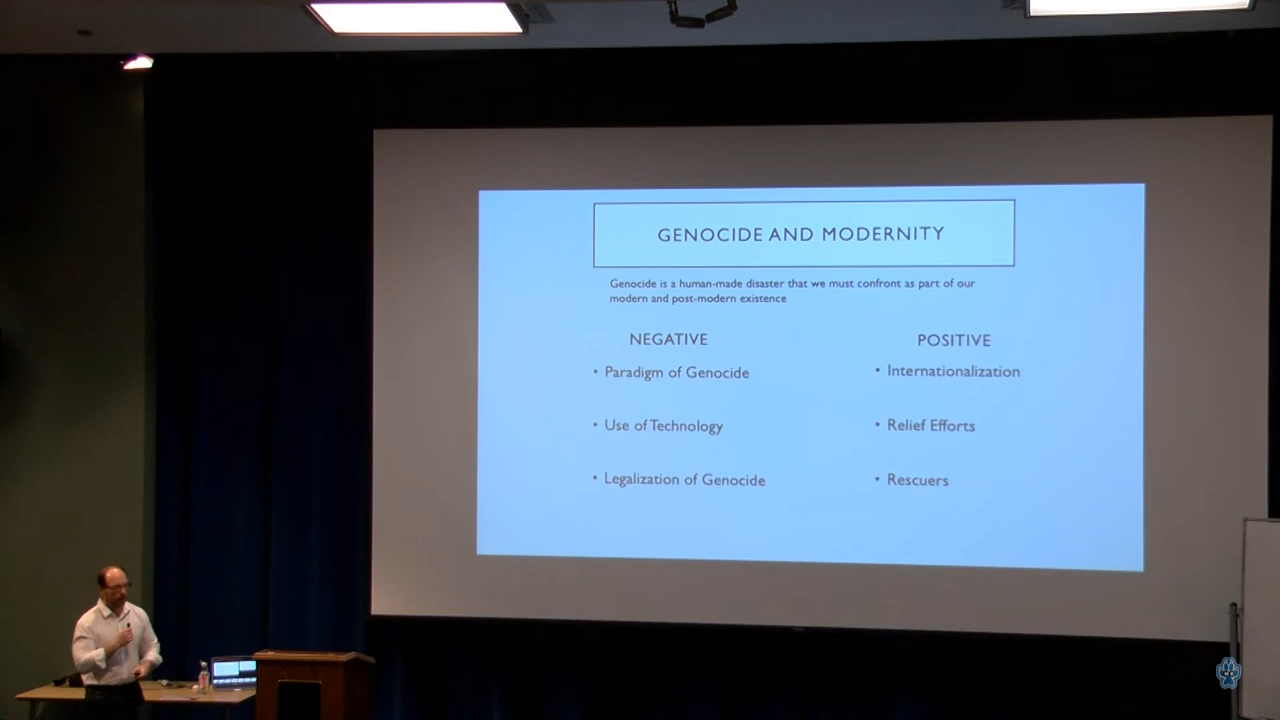 GENOCIDE AND MODERNITY
Genocide is a human-made disaster that we must confront as part of our
modern and post-modern existence
NEGATIVE
• Paradigm of Genocide
• Use of Technology
• Legalization of Genocide
POSITIVE
• Internationalization
• Relief Efforts
• Rescuers